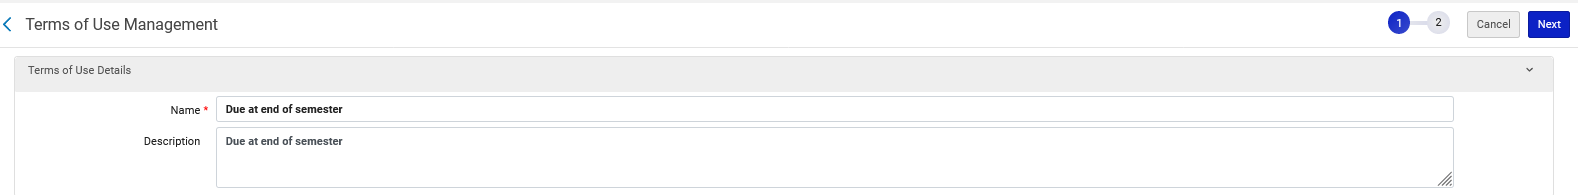 Terms of Use Management
1 2 Cancel Next
Terms of Use Details
Name * Due at end of semester
Description Due at end of semester